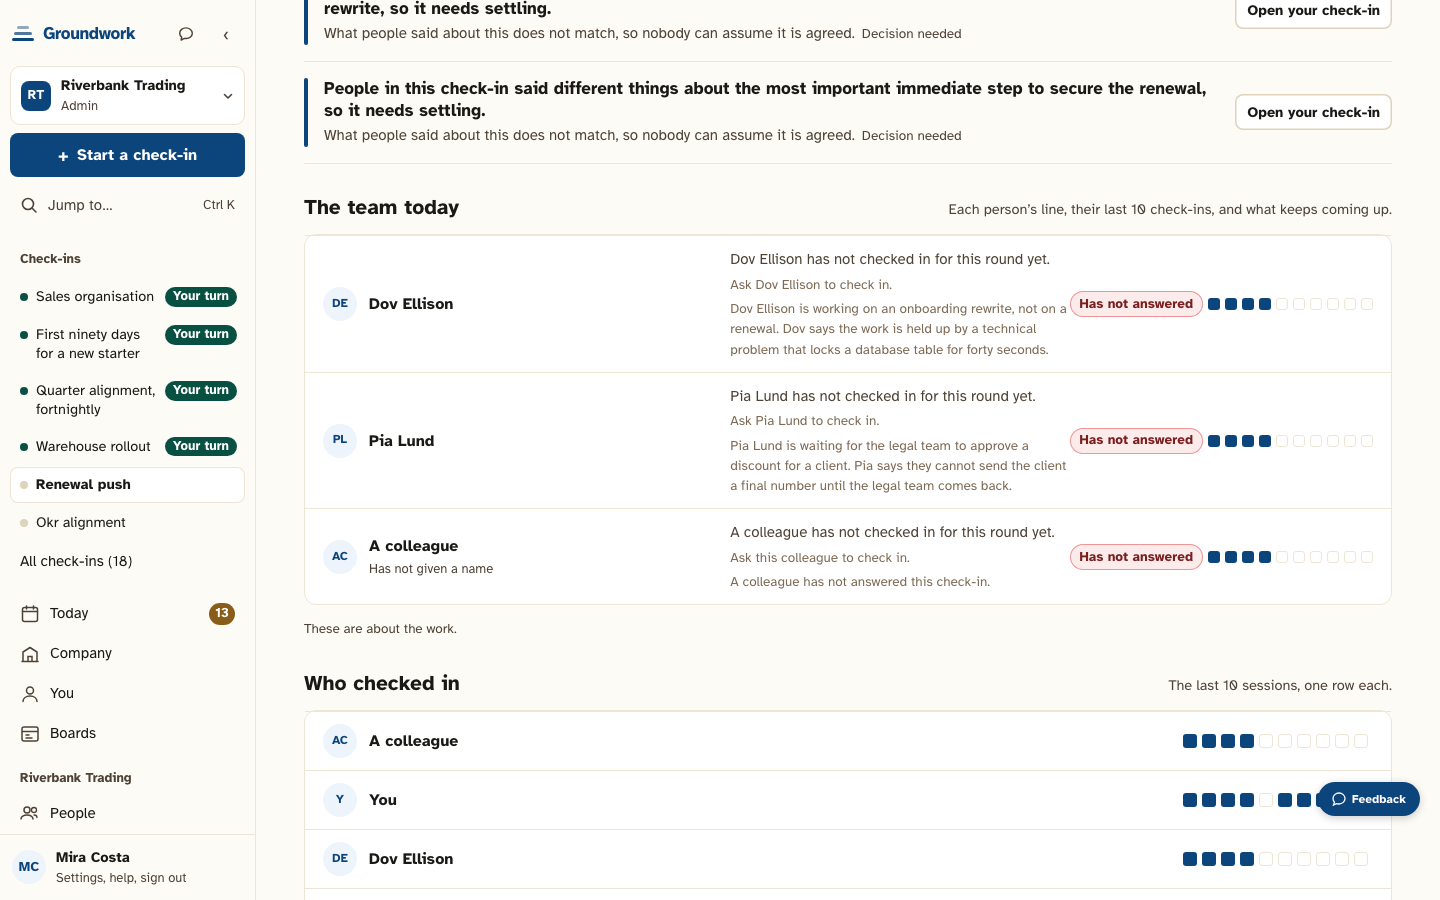 Groundwork
RT
Riverbank Trading
Admin
+ Start a check-in
Jump to...
Ctrl K
Check-ins
Sales organisation
Your turn
First ninety days
for a new starter
Your turn
Quarter alignment,
fortnightly
Your turn
Warehouse rollout
Your turn
Renewal push
Okr alignment
All check-ins (18)
Today
13
Company
You
Boards
Riverbank Trading
People
MC
Mira Costa
Settings, help, sign out
rewrite, so it needs settling.
What people said about this does not match, so nobody can assume it is agreed. Decision needed
Open your check-in
People in this check-in said different things about the most important immediate step to secure the renewal,
so it needs settling.
What people said about this does not match, so nobody can assume it is agreed. Decision needed
Open your check-in
The team today
Each person's line, their last 10 check-ins, and what keeps coming up.
DE
Dov Ellison
Dov Ellison has not checked in for this round yet.
Ask Dov Ellison to check in.
Dov Ellison is working on an onboarding rewrite, not on a
renewal. Dov says the work is held up by a technical
problem that locks a database table for forty seconds.
Has not answered
PL
Pia Lund
Pia Lund has not checked in for this round yet.
Ask Pia Lund to check in.
Pia Lund is waiting for the legal team to approve a
discount for a client. Pia says they cannot send the client
a final number until the legal team comes back.
Has not answered
AC
A colleague
Has not given a name
A colleague has not checked in for this round yet.
Ask this colleague to check in.
A colleague has not answered this check-in.
Has not answered
These are about the work.
Who checked in
The last 10 sessions, one row each.
AC
A colleague
Y
You
Feedback
DE
Dov Ellison